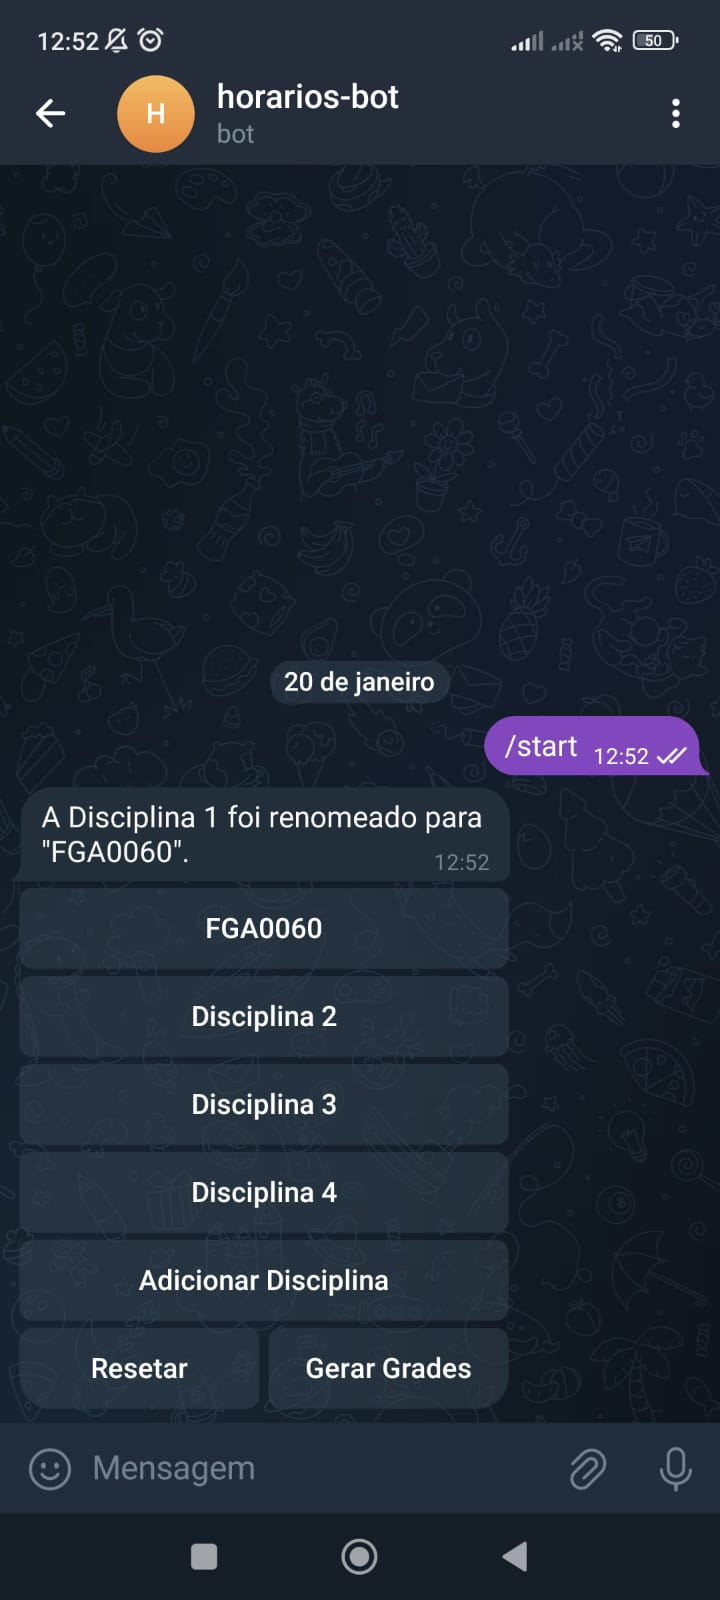 12:52
50
H
horarios-bot
bot
20 de janeiro
/start 12:52
A Disciplina 1 foi renomeado para
"FGA0060".
12:52
FGA0060
Disciplina 2
Disciplina 3
Disciplina 4
Adicionar Disciplina
Resetar Gerar Grades
Mensagem